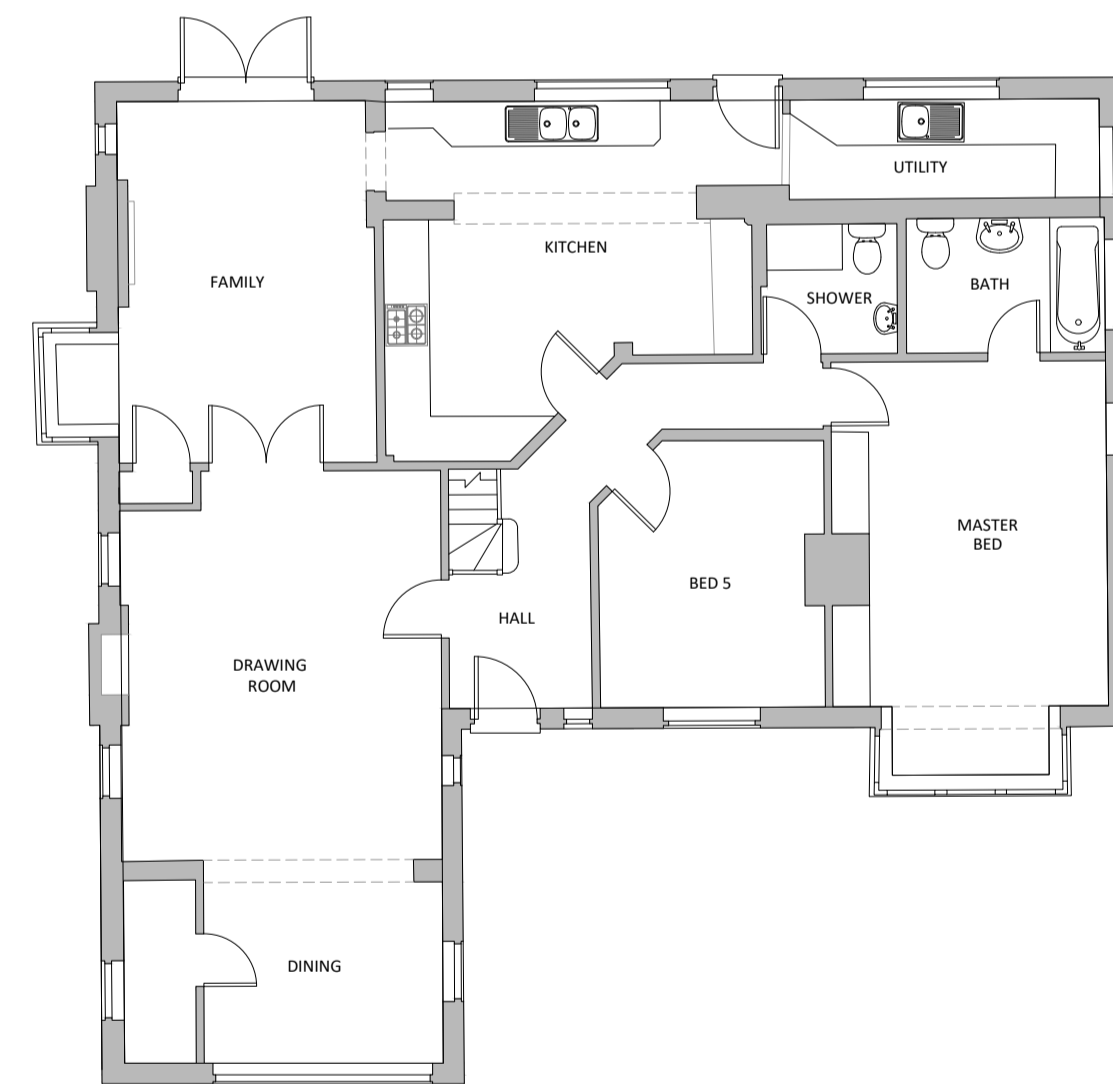 UTILITY
KITCHEN
FAMILY
SHOWER
BATH
MASTER
BED
BED 5
HALL
DRAWING
ROOM
DINING